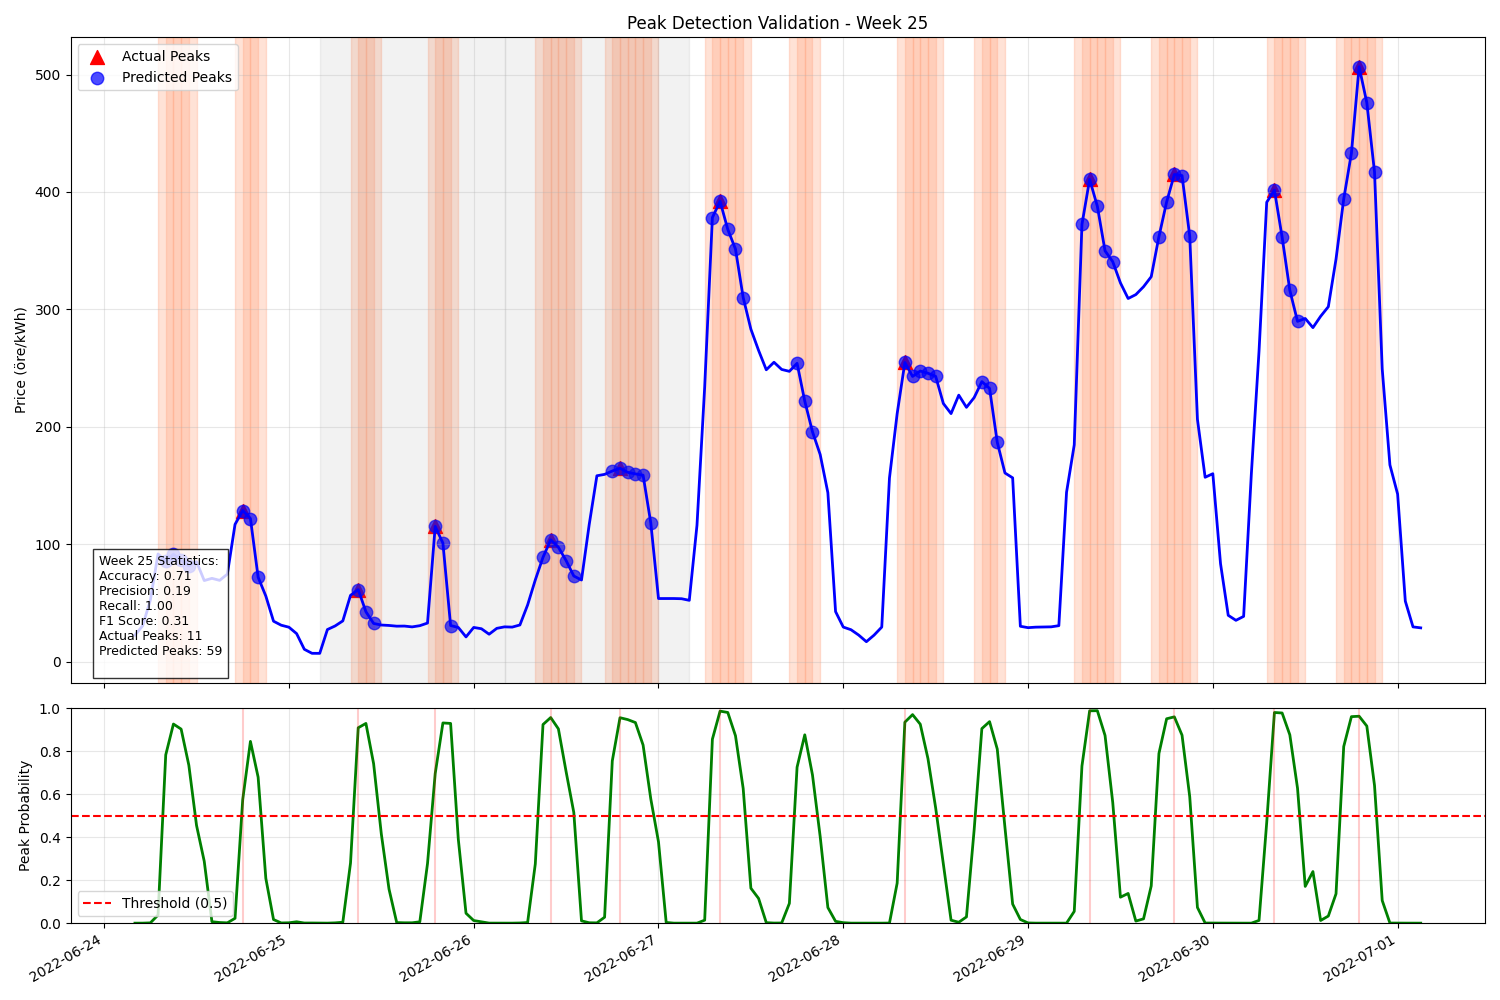 Peak Detection Validation - Week 25
Actual Peaks
Predicted Peaks
Price (öre/kWh)
500
400
300
200
100
0
Week 25 Statistics:
Accuracy: 0.71
Precision: 0.19
Recall: 1.00
F1 Score: 0.31
Actual Peaks: 11
Predicted Peaks: 59
Peak Probability
1.0
0.8
0.6
0.4
0.2
0.0
Threshold (0.5)
2022-06-24
2022-06-25
2022-06-26
2022-06-27
2022-06-28
2022-06-29
2022-06-30
2022-07-01